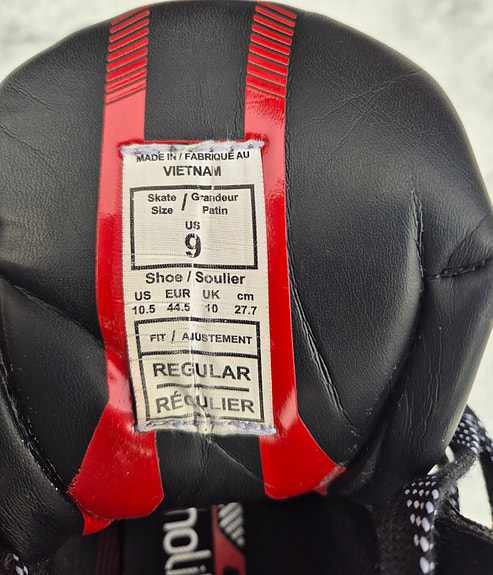 MADE IN / FABRIQUÉ AU
VIETNAM
Skate / Grandeur
Size Patin
US
9
Shoe / Soulier
US EUR UK cm
10.5 44.5 10 27.7
FIT / AJUSTEMENT
REGULAR
RÉGULIER